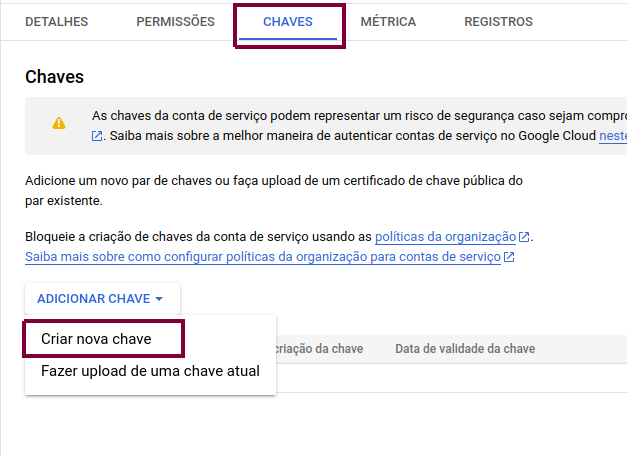 DETALHES PERMISSÕES CHAVES MÉTRICA REGISTROS
Chaves
As chaves da conta de serviço podem representar um risco de segurança caso sejam
. Saiba mais sobre a melhor maneira de autenticar contas de serviço no Google Cloud
Adicione um novo par de chaves ou faça upload de um certificado de chave pública do
par existente.
Bloqueie a criação de chaves da conta de serviço usando as políticas da organização.
Saiba mais sobre como configurar políticas da organização para contas de serviço
ADICIONAR CHAVE
Criar nova chave
criação da chave Data de validade da chave
Fazer upload de uma chave atual